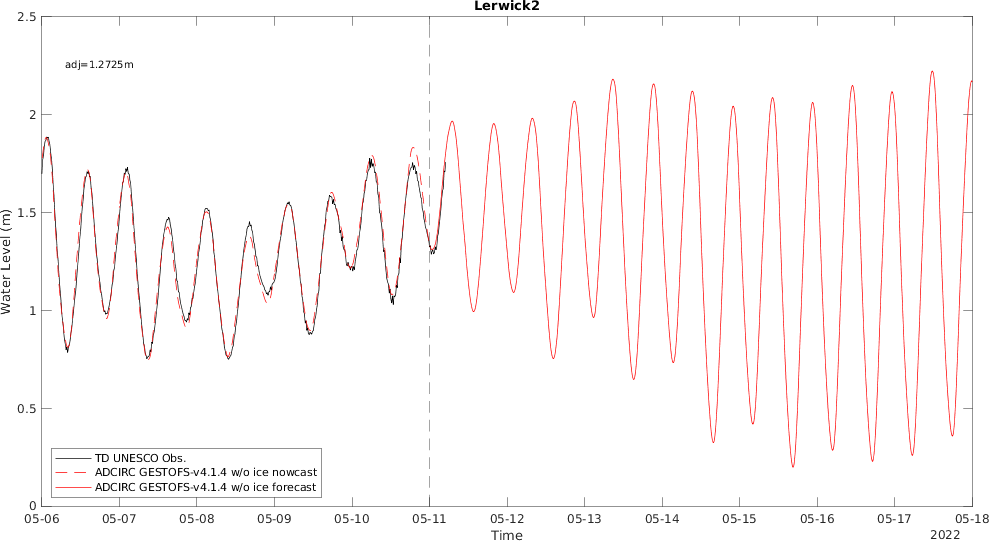 Lerwick2
2.5
adj=1.2725m
2
1.5
Water Level (m)
1
0.5
TD UNESCO Obs.
ADCIRC GESTOFS-v4.1.4 w/o ice nowcast
ADCIRC GESTOFS-v4.1.4 w/o ice forecast
0
05-06 05-07 05-08 05-09 05-10 05-11 05-12 05-13 05-14 05-15 05-16 05-17 05-18
Time
2022